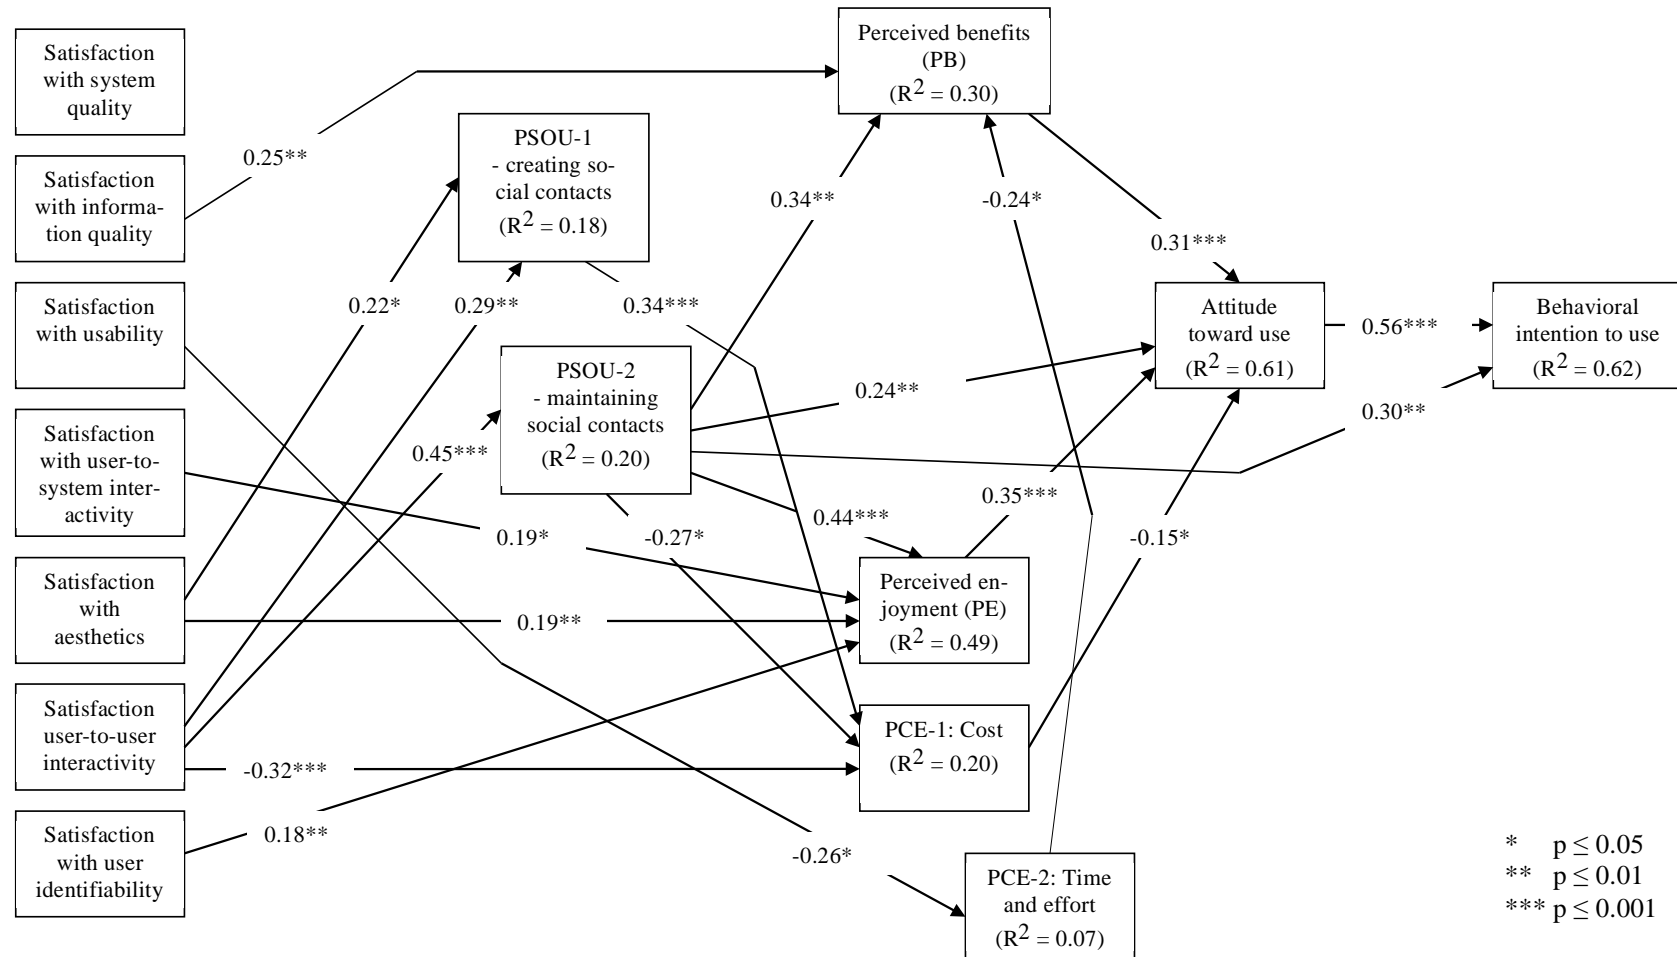 Satisfaction
with system
quality
Satisfaction
with informa-
tion quality
Satisfaction
with usability
Satisfaction
with user-to-
system inter-
activity
Satisfaction
with
aesthetics
Satisfaction
user-to-user
interactivity
Satisfaction
with user
identifiability
PSOU-1
- creating so-
cial contacts
(R2 = 0.18)
PSOU-2
- maintaining
social contacts
(R2 = 0.20)
Perceived benefits
(PB)
(R2 = 0.30)
Perceived en-
joyment (PE)
(R2 = 0.49)
PCE-1: Cost
(R2 = 0.20)
PCE-2: Time
and effort
(R2 = 0.07)
Attitude
toward use
(R2 = 0.61)
Behavioral
intention to use
(R2 = 0.62)
0.25**
0.22*
0.29**
0.34***
0.45***
0.34**
-0.24*
0.31***
0.56***
0.24**
0.30**
0.35***
0.44***
-0.27*
-0.15*
0.19*
0.19**
-0.32***
0.18**
-0.26*
* p ≤ 0.05
** p ≤ 0.01
*** p ≤ 0.001